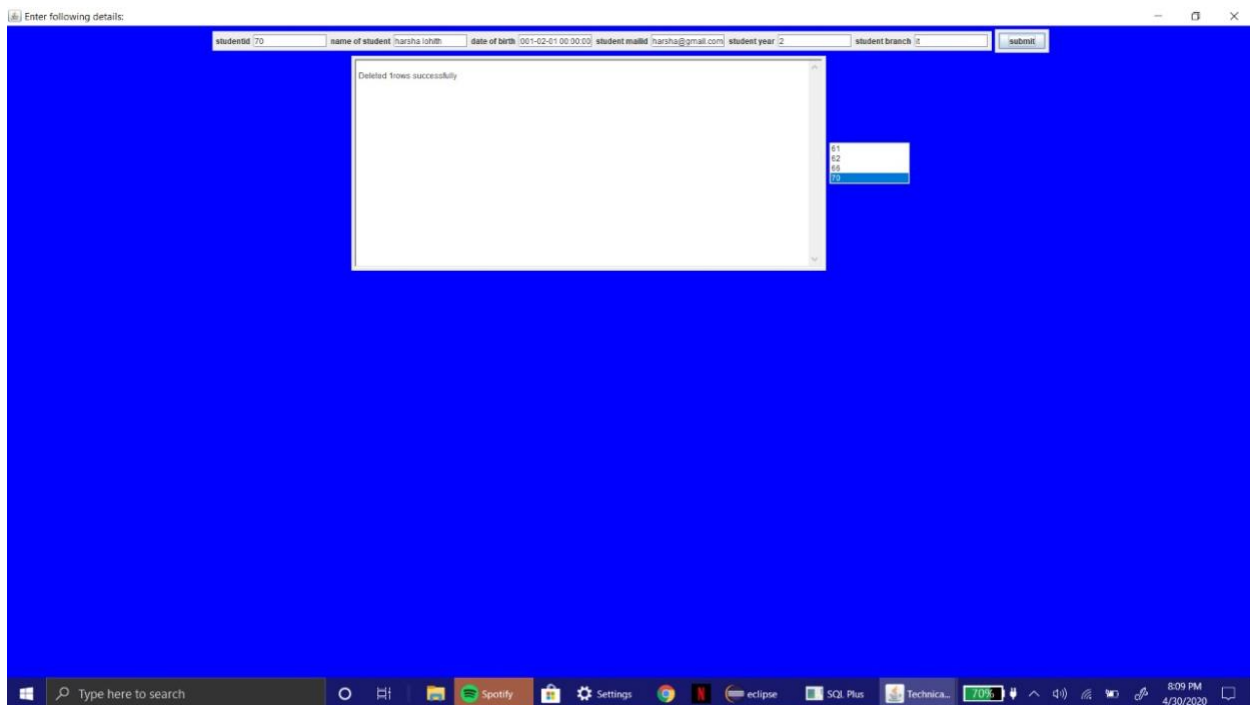 Enter following details:
studentid 70 name of student harsha lohith date of birth 001-02-01 00:00:00 student mailid harsha@gmail.com student year 2 student branch it submit
Deleted 1rows successfully
61
62
66
70
Type here to search Spotify Settings N eclipse SQL Plus Technica... 70% 8:09 PM
4/30/2020